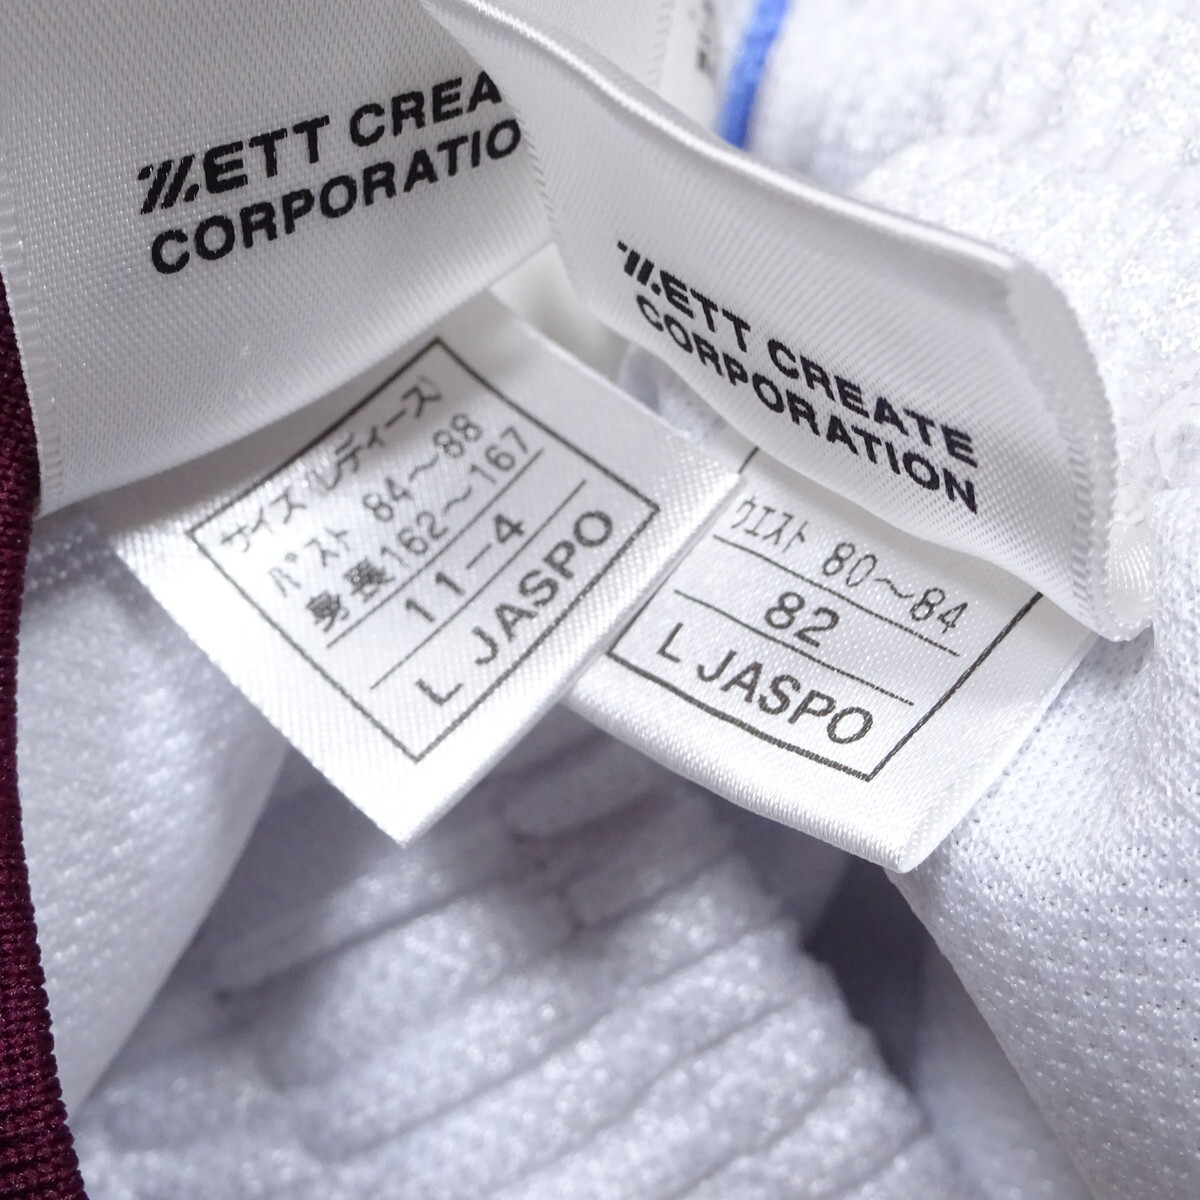 ZETT CREA
CORPORATIO
サイズ レディース
バスト 84～88
身長162～167
11-4
L JASPO
ZETT CREATE
CORPORATION
ウエスト 80～84
82
L JASPO